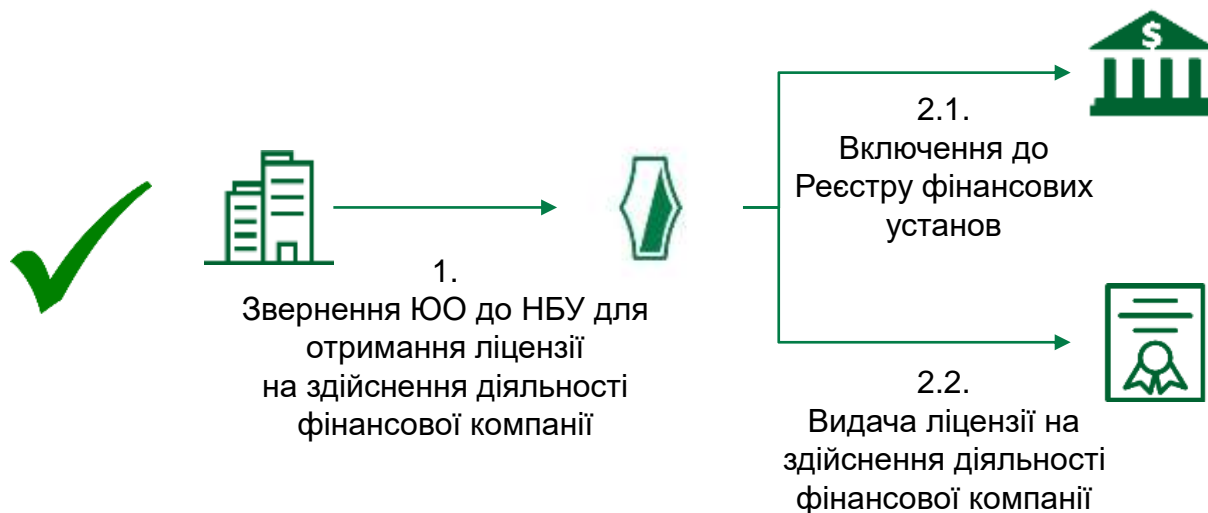 1.
Звернення ЮО до НБУ для
отримання ліцензії
на здійснення діяльності
фінансової компанії
$
2.1.
Включення до
Реєстру фінансових
установ
2.2.
Видача ліцензії на
здійснення діяльності
фінансової компанії